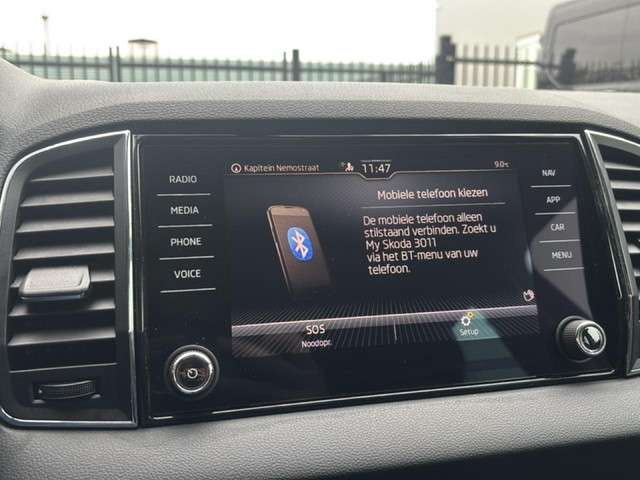 Kapitein Nemostraat 11:47 9.0°C
RADIO
MEDIA
PHONE
VOICE
Mobiele telefoon kiezen
De mobiele telefoon alleen
stilstaand verbinden. Zoekt u
My Skoda 3011
via het BT-menu van uw
telefoon.
SOS
Noodopr.
Setup
NAV
APP
CAR
MENU